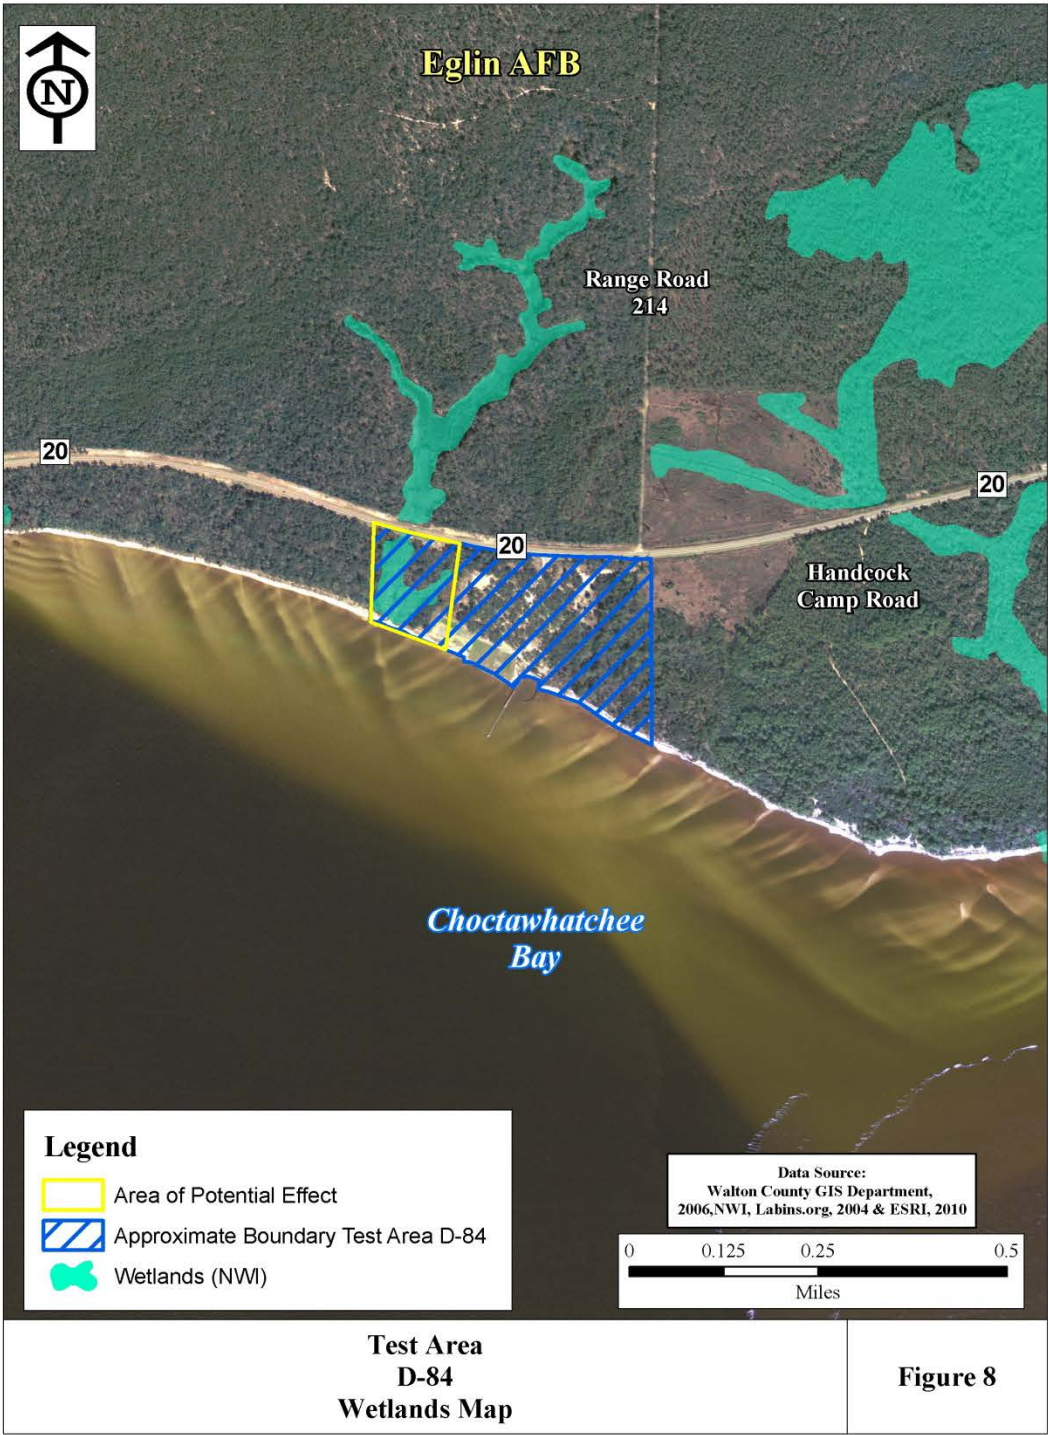 N
Eglin AFB
Range Road
214
20
20
20
Handcock
Camp Road
Choctawhatchee
Bay
Legend
Area of Potential Effect
Approximate Boundary Test Area D-84
Wetlands (NWI)
Data Source:
Walton County GIS Department,
2006,NWI, Labins.org, 2004 & ESRI, 2010
0 0.125 0.25 0.5
Miles
Test Area
D-84
Wetlands Map
Figure 8